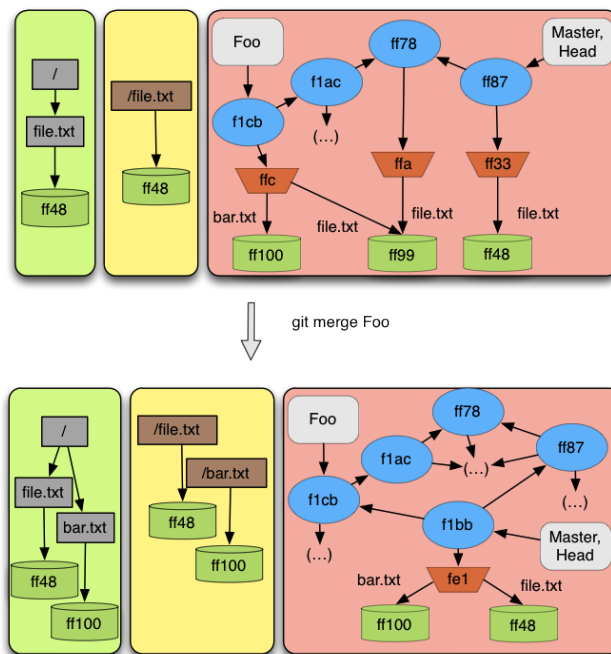 /
file.txt
ff48
/file.txt
ff48
Foo
ff78
Master,
Head
f1ac
ff87
f1cb
(...)
ffc
ffa
ff33
bar.txt
file.txt
file.txt
file.txt
ff100
ff99
ff48
git merge Foo
/
file.txt
bar.txt
ff48
ff100
/file.txt
/bar.txt
ff48
ff100
Foo
ff78
f1ac
ff87
(...)
f1cb
f1bb
(...)
(...)
Master,
Head
bar.txt
fe1
file.txt
ff100
ff48